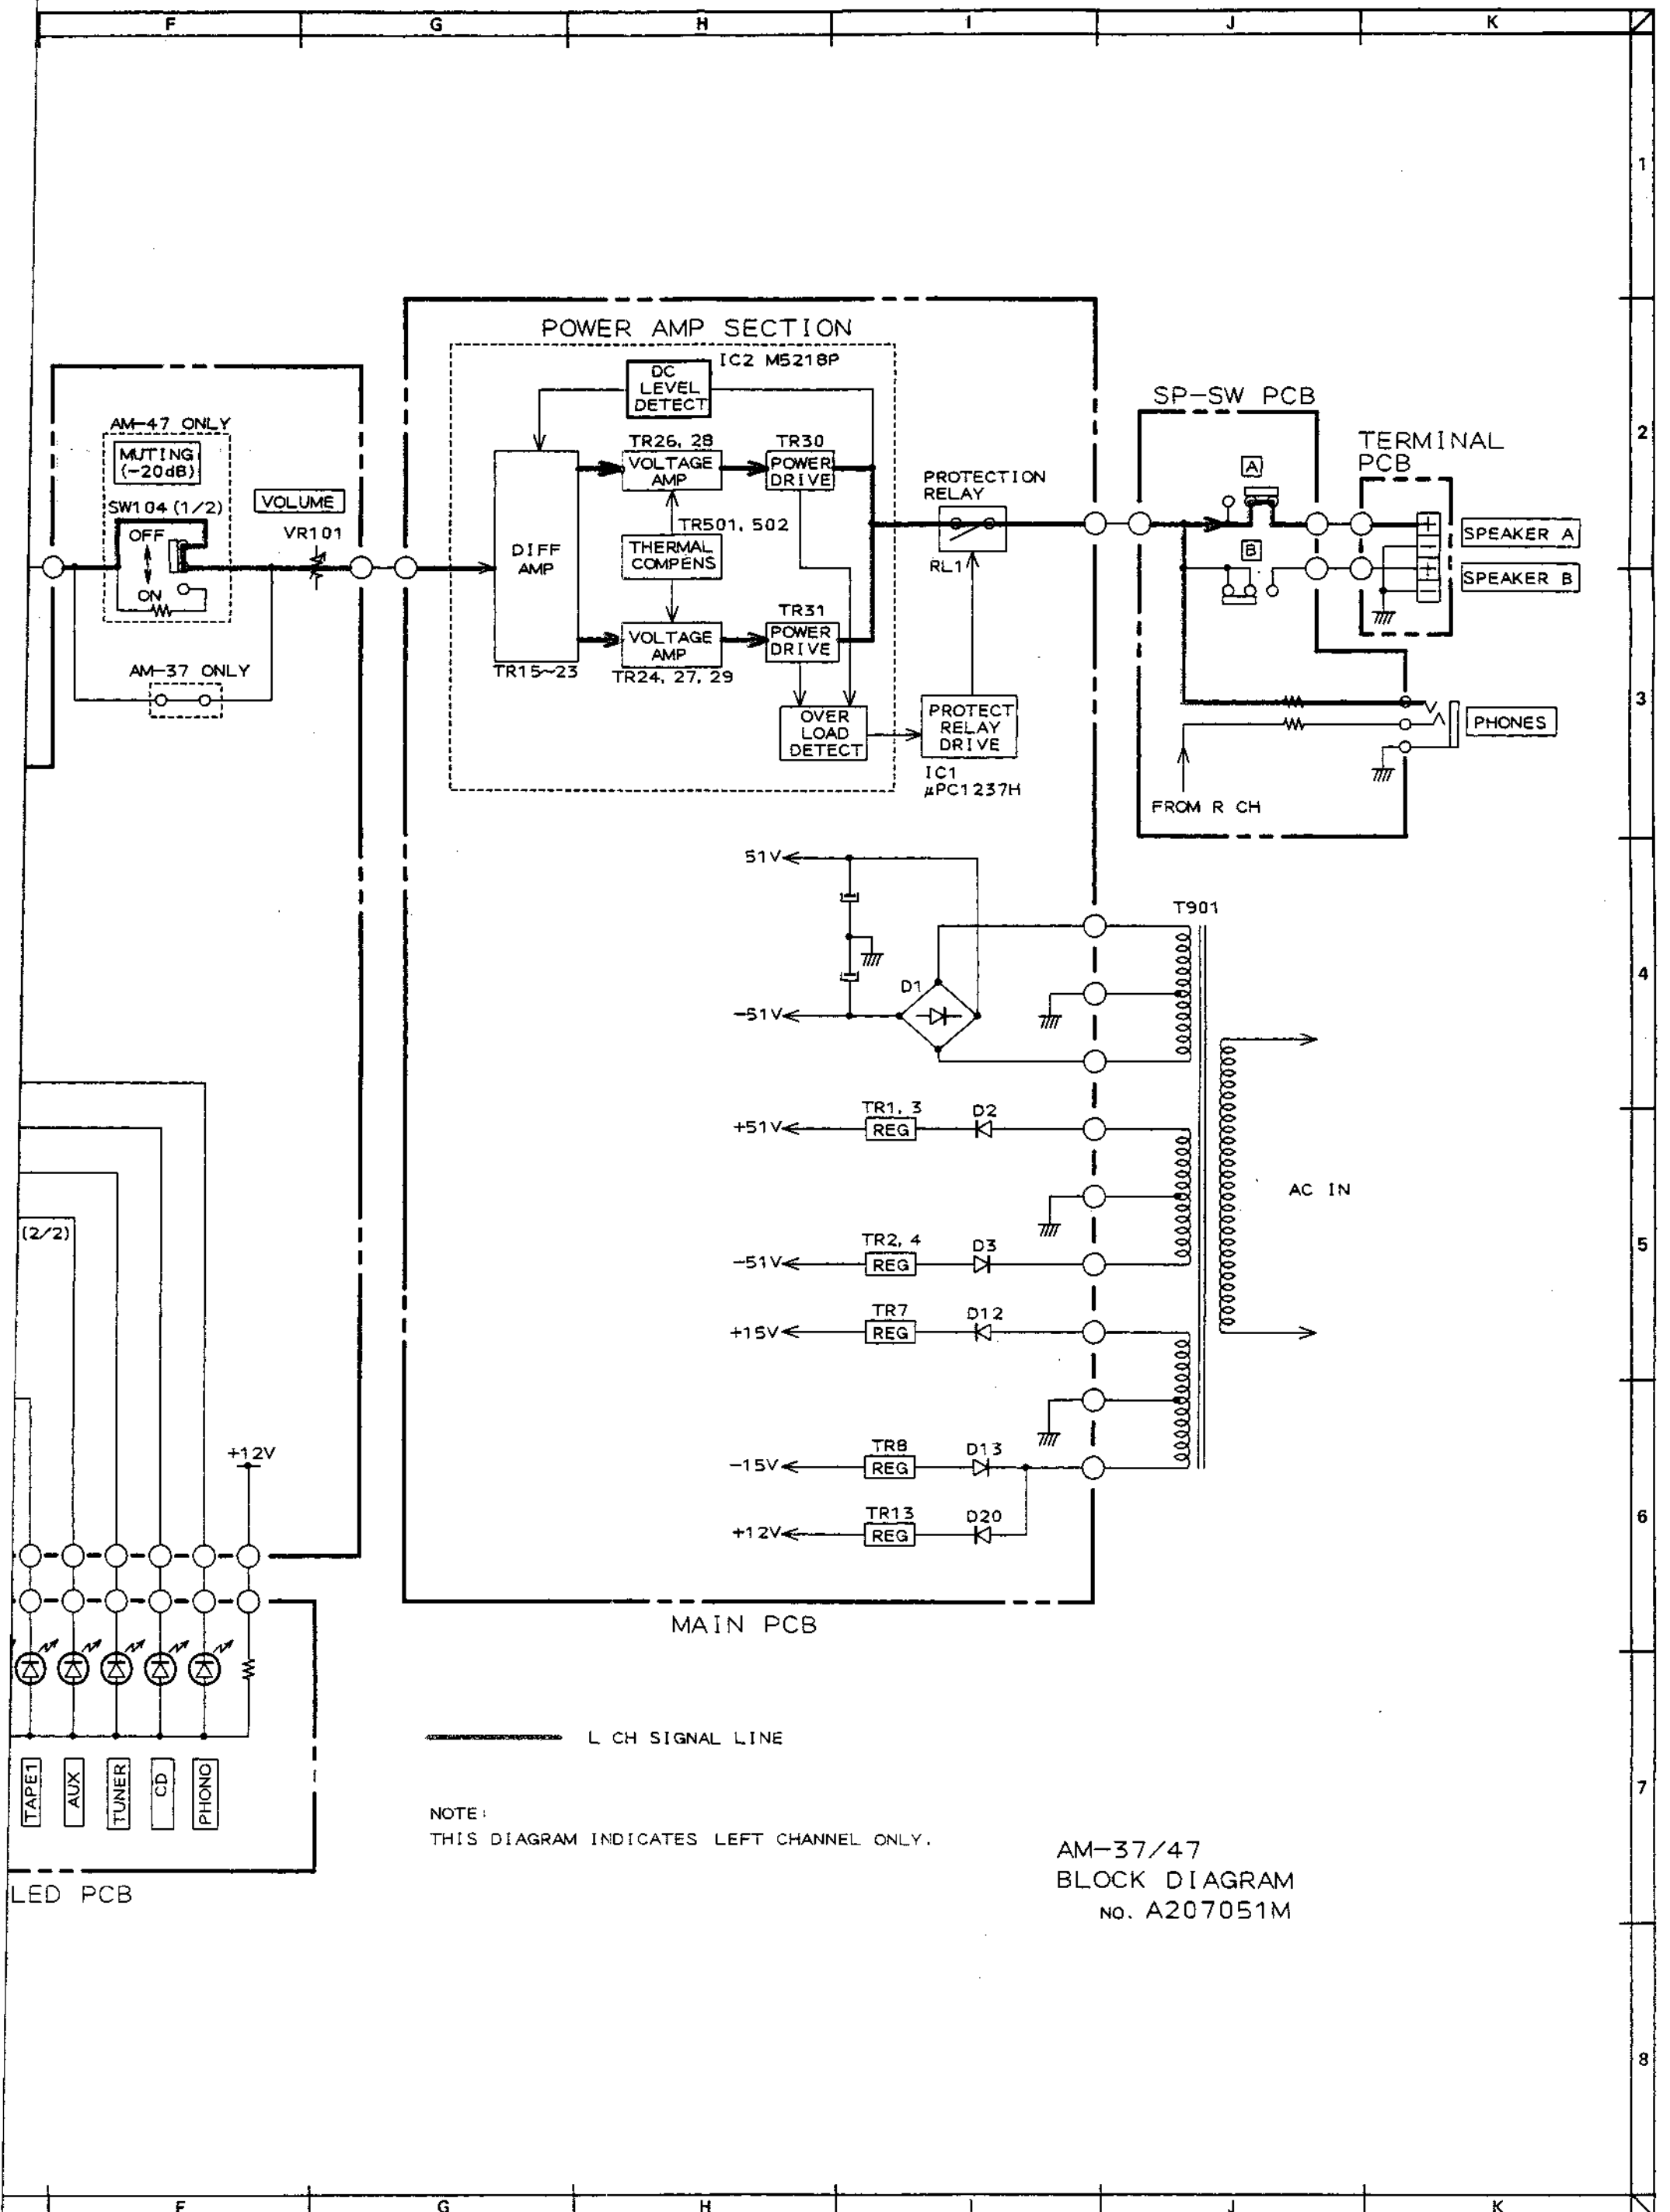 F G H I J K
1
POWER AMP SECTION
IC2 M5218P
DC
LEVEL
DETECT
SP-SW PCB
AM-47 ONLY
MUTING
(-20dB)
2
TERMINAL
PCB
TR26, 28
VOLTAGE
AMP
TR30
POWER
DRIVE
PROTECTION
RELAY
A
SW104 (1/2)
VOLUME
OFF
VR101
TR501, 502
DIFF
AMP
THERMAL
COMPENS
RL1
B
+
−
+
−
SPEAKER A
SPEAKER B
ON
TR31
VOLTAGE
AMP
POWER
DRIVE
TR15~23
TR24, 27, 29
AM-37 ONLY
3
OVER
LOAD
DETECT
PROTECT
RELAY
DRIVE
PHONES
IC1
μPC1237H
FROM R CH
51V
T901
4
D1
-51V
TR1, 3
D2
+51V
REG
AC IN
(2/2)
5
TR2, 4
D3
-51V
REG
TR7
D12
+15V
REG
+12V
TR8
D13
-15V
REG
6
TR13
D20
+12V
REG
MAIN PCB
L CH SIGNAL LINE
7
TAPE1
AUX
TUNER
CD
PHONO
NOTE:
THIS DIAGRAM INDICATES LEFT CHANNEL ONLY.
LED PCB
AM-37/47
BLOCK DIAGRAM
NO. A207051M
8
F G H I J K